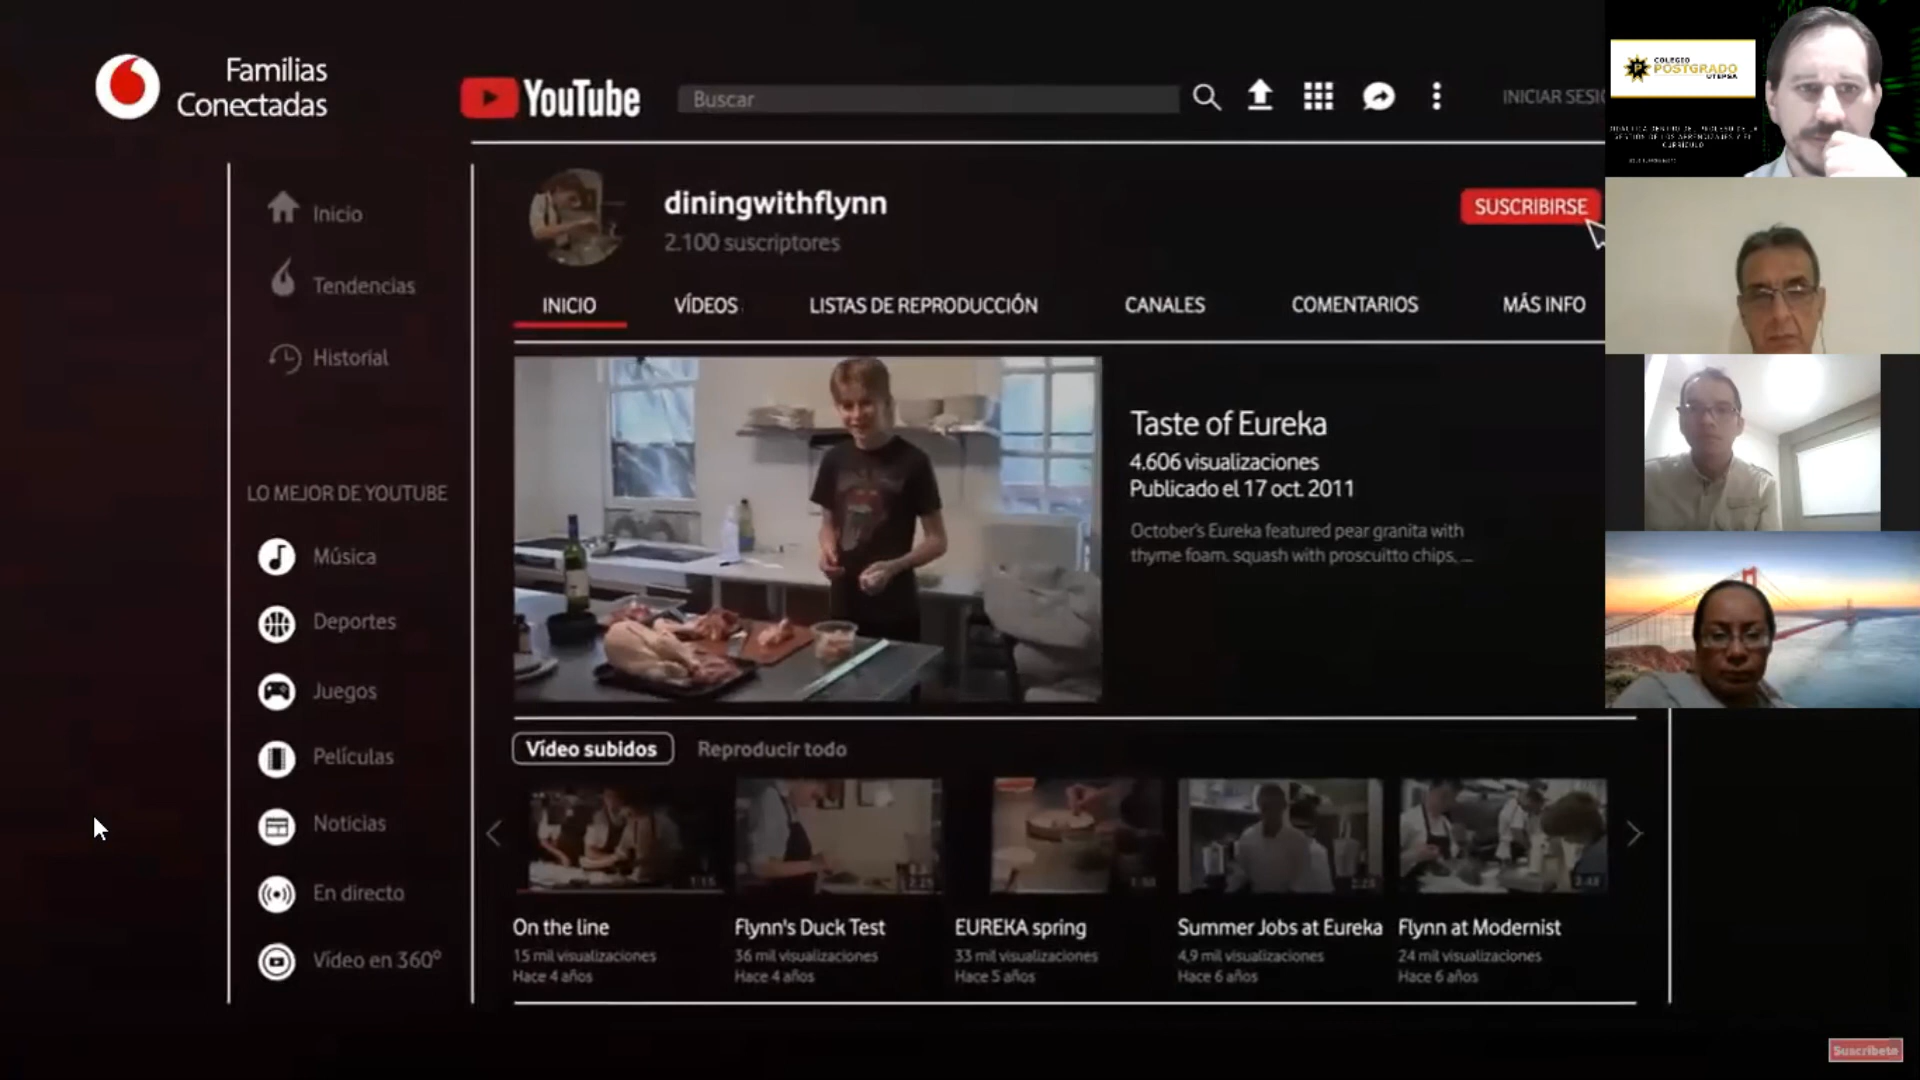 Familias
Conectadas
YouTube
Buscar
INICIAR SESI
COLEGIO
POSTGRADO
UTEPSA
CURRÍCULO
diningwithflynn
2.100 suscriptores
SUSCRIBIRSE
INICIO
VÍDEOS
LISTAS DE REPRODUCCIÓN
CANALES
COMENTARIOS
MÁS INFO
Inicio
Tendencias
Historial
LO MEJOR DE YOUTUBE
Música
Deportes
Juegos
Películas
Noticias
En directo
Vídeo en 360º
Taste of Eureka
4.606 visualizaciones
Publicado el 17 oct. 2011
October's Eureka featured pear granita with
thyme foam. squash with proscuitto chips, ...
Vídeo subidos
Reproducir todo
On the line
15 mil visualizaciones
Hace 4 años
Flynn's Duck Test
36 mil visualizaciones
Hace 4 años
EUREKA spring
33 mil visualizaciones
Hace 5 años
Summer Jobs at Eureka
4,9 mil visualizaciones
Hace 6 años
Flynn at Modernist
24 mil visualizaciones
Hace 6 años
Suscríbete